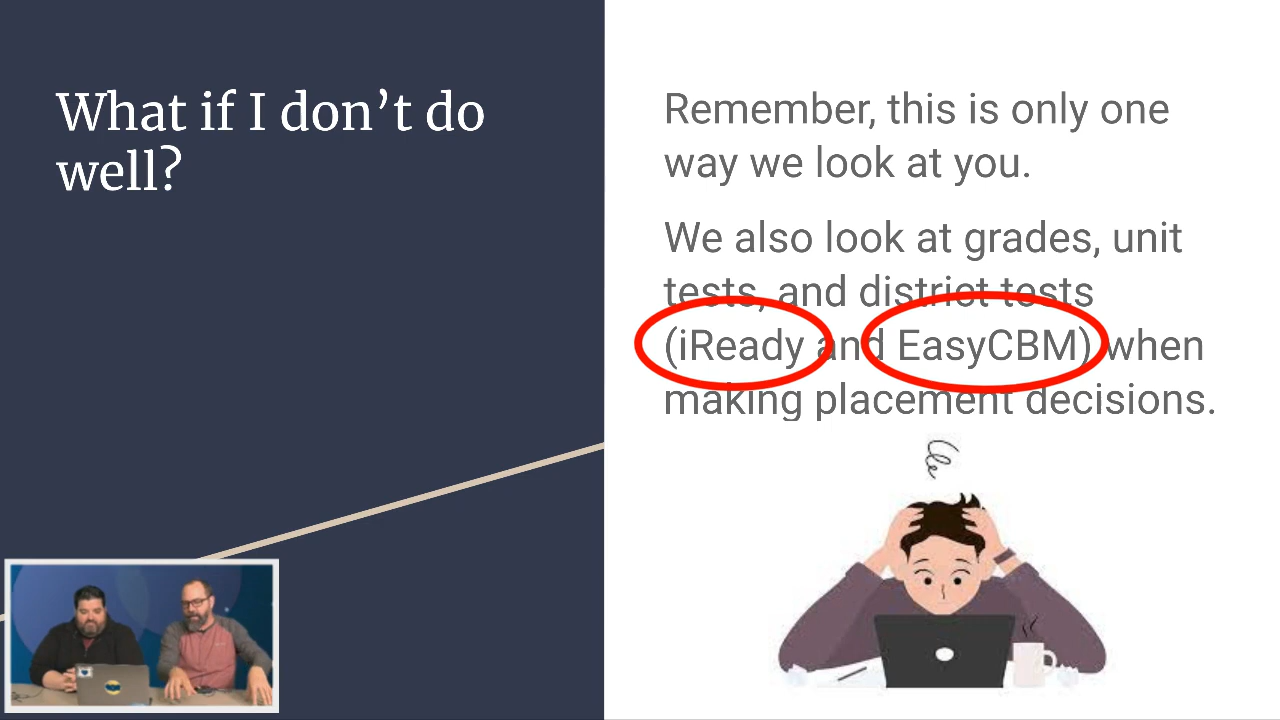 What if I don’t do
well?
Remember, this is only one
way we look at you.
We also look at grades, unit
tests, and district tests
(iReady and EasyCBM) when
making placement decisions.